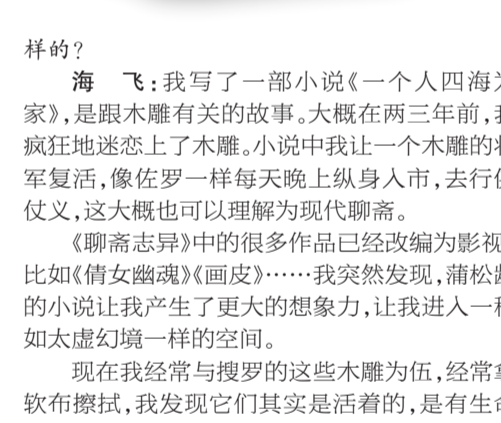 样的?
海　飞:我写了一部小说《一个人四海
家》,是跟木雕有关的故事。大概在两三年前,
疯狂地迷恋上了木雕。小说中我让一个木雕的
军复活,像佐罗一样每天晚上纵身入市,去行
仗义,这大概也可以理解为现代聊斋。
《聊斋志异》中的很多作品已经改编为影视
比如《倩女幽魂》《画皮》……我突然发现,蒲松
的小说让我产生了更大的想象力,让我进入一
如太虚幻境一样的空间。
现在我经常与搜罗的这些木雕为伍,经常
软布擦拭,我发现它们其实是活着的,是有生